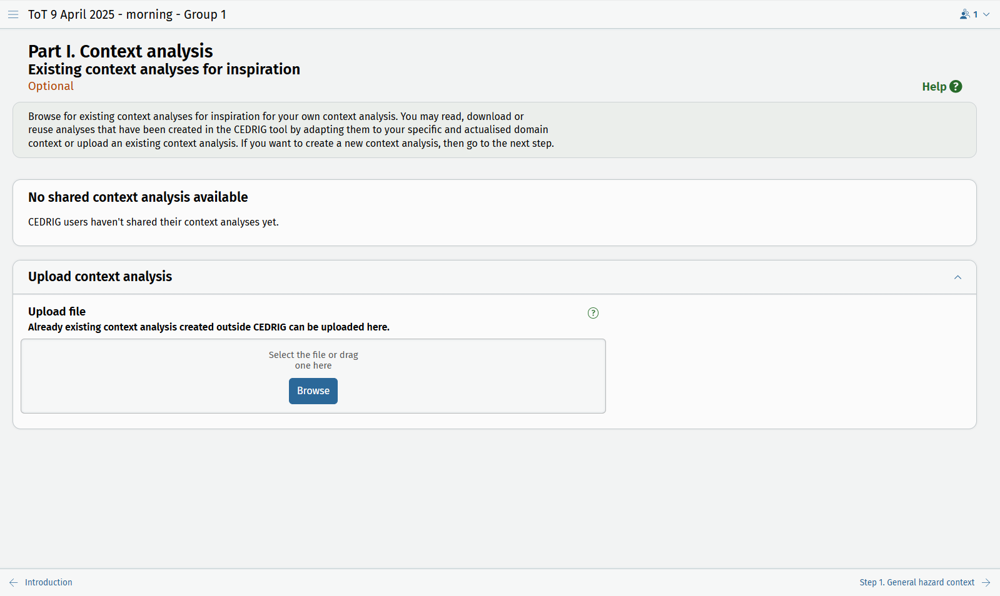 ToT 9 April 2025 - morning - Group 1
1
Part I. Context analysis
Existing context analyses for inspiration
Optional
Help ?
Browse for existing context analyses for inspiration for your own context analysis. You may read, download or
reuse analyses that have been created in the CEDRIG tool by adapting them to your specific and actualised domain
context or upload an existing context analysis. If you want to create a new context analysis, then go to the next step.
No shared context analysis available
CEDRIG users haven't shared their context analyses yet.
Upload context analysis
Upload file
?
Already existing context analysis created outside CEDRIG can be uploaded here.
Select the file or drag
one here
Browse
Introduction
Step 1. General hazard context